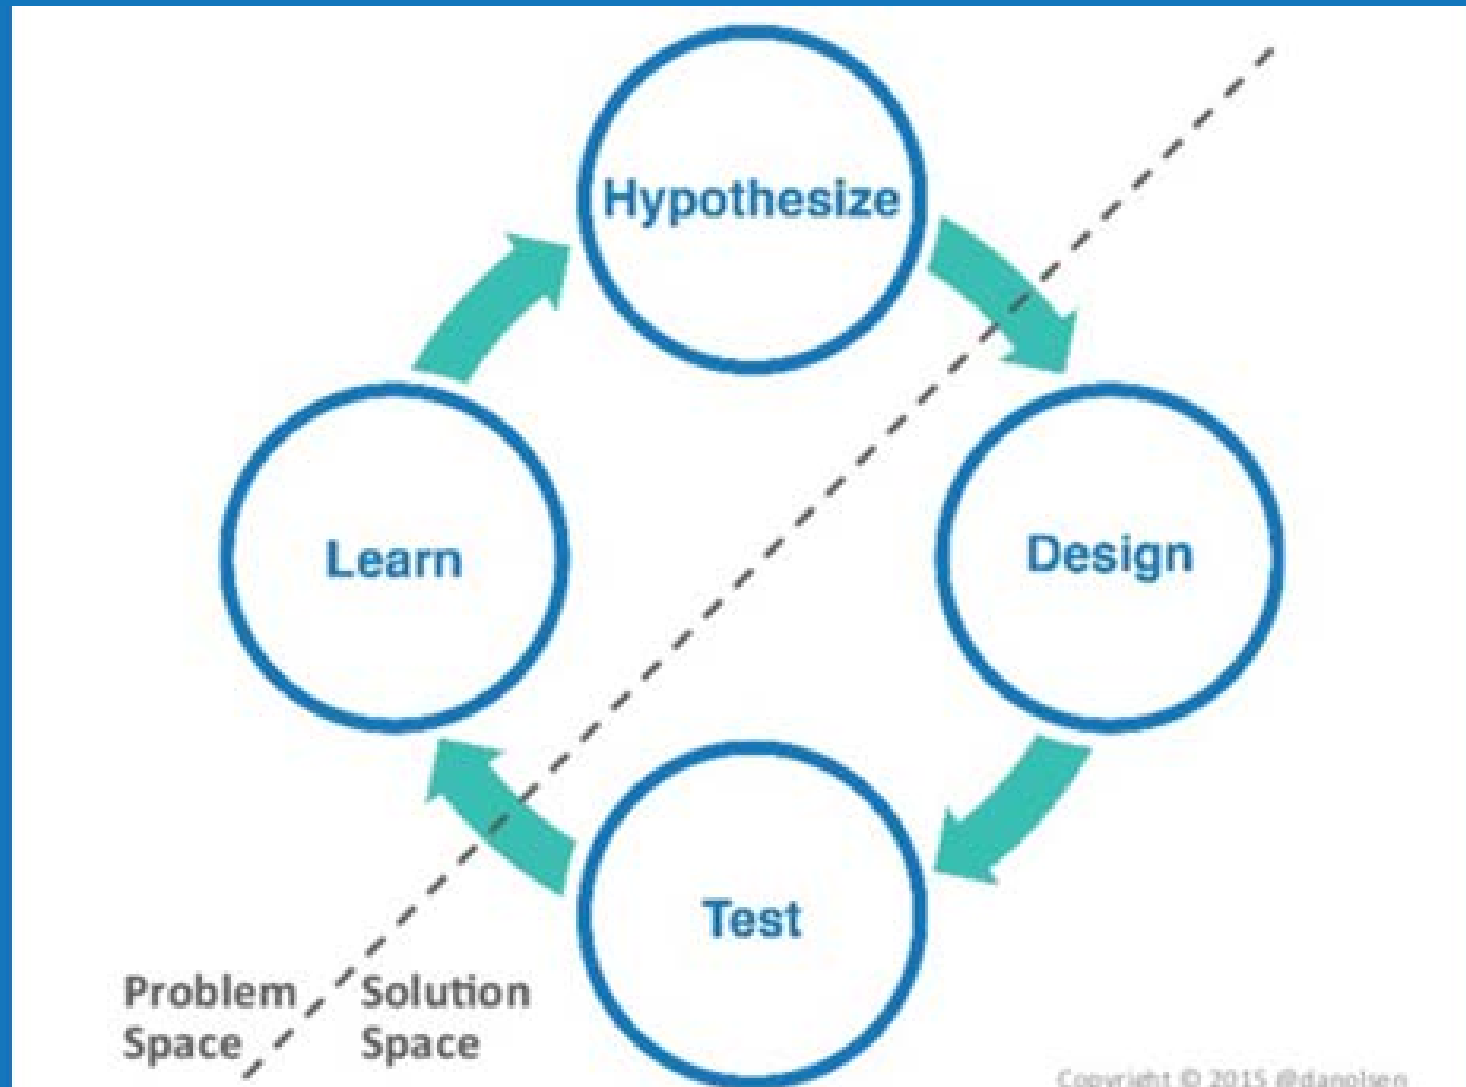 Hypothesize
Learn
Design
Test
Problem Solution
Space Space
Copyright © 2015 @danolsen